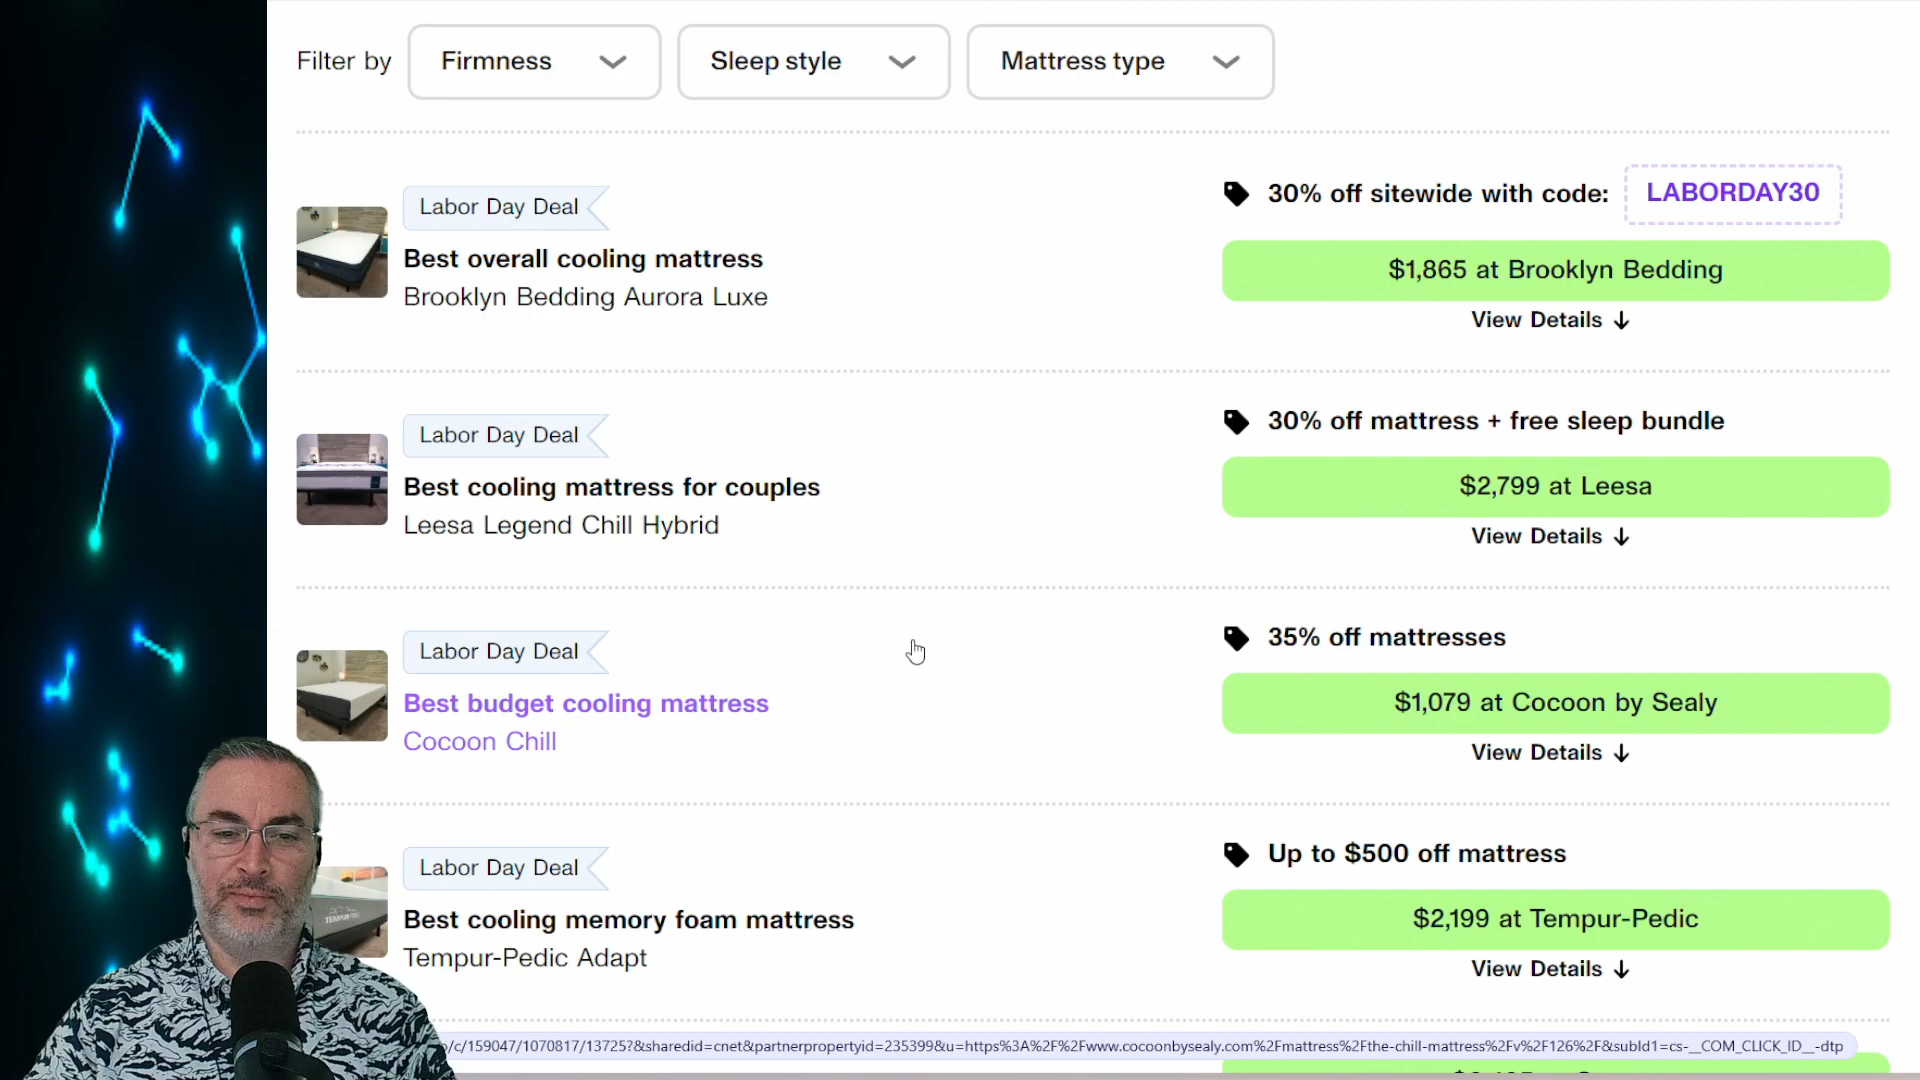 Filter by
Firmness
Sleep style
Mattress type
Labor Day Deal
Best overall cooling mattress
Brooklyn Bedding Aurora Luxe
30% off sitewide with code:
LABORDAY30
$1,865 at Brooklyn Bedding
View Details ↓
Labor Day Deal
Best cooling mattress for couples
Leesa Legend Chill Hybrid
30% off mattress + free sleep bundle
$2,799 at Leesa
View Details ↓
Labor Day Deal
Best budget cooling mattress
Cocoon Chill
35% off mattresses
$1,079 at Cocoon by Sealy
View Details ↓
Labor Day Deal
Best cooling memory foam mattress
Tempur-Pedic Adapt
Up to $500 off mattress
$2,199 at Tempur-Pedic
View Details ↓
/c/159047/1070817/13725?&sharedid=cnet&partnerpropertyid=235399&u=https%3A%2F%2Fwww.cocoonbysealy.com%2Fmattress%2Fthe-chill-mattress%2Fv%2F126%2F&subId1=cs-__COM_CLICK_ID__-dtp